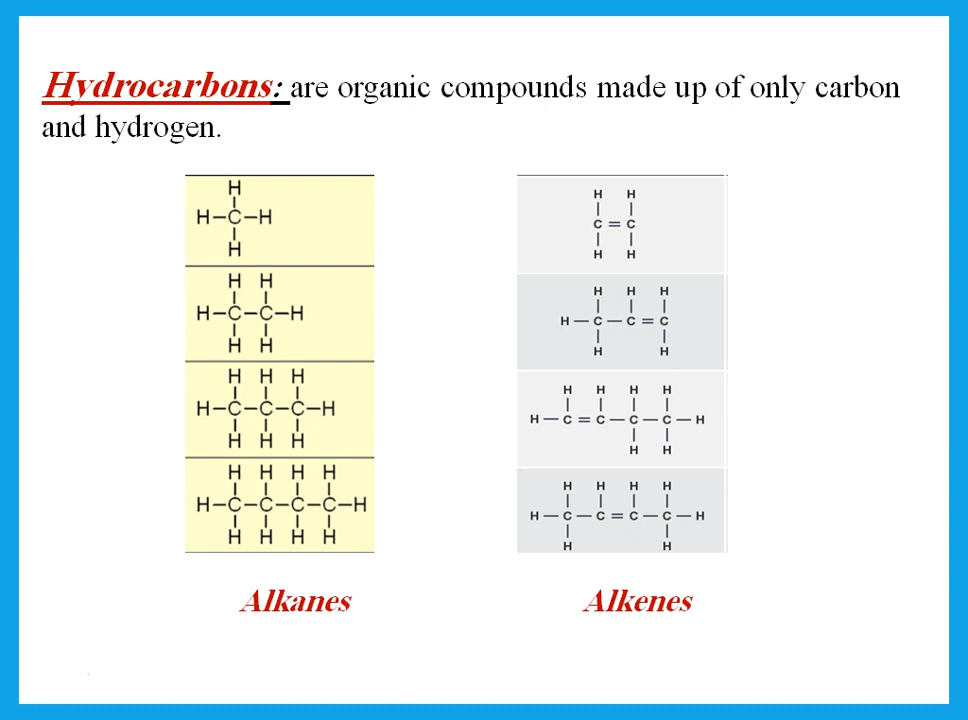 Hydrocarbons: are organic compounds made up of only carbon
and hydrogen.
H
H-C-H
H
H H
H-C-C-H
H H
H H H
H-C-C-C-H
H H H
H H H H
H-C-C-C-C-H
H H H H
H H
C=C
H H
H H H
H-C-C=C
H H
H H H H
H-C=C-C-C-H
H H
H H H H
H-C-C=C-C-H
H H
Alkanes Alkenes